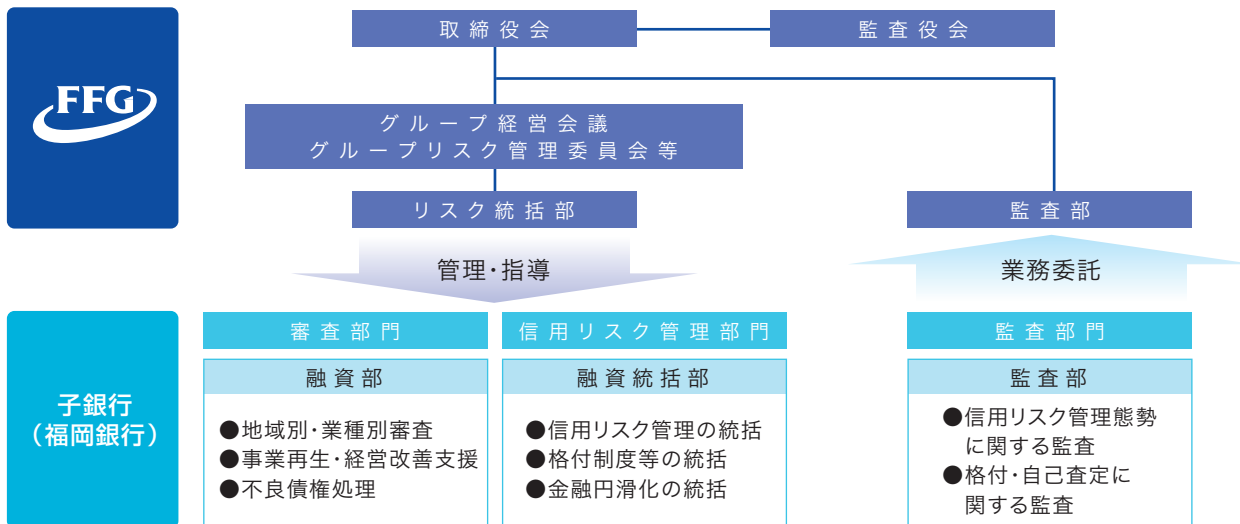 取締役会
監査役会
FFG
グループ経営会議
グループリスク管理委員会等
リスク統括部
監査部
管理・指導
業務委託
子銀行
（福岡銀行）
審査部門
融資部
●地域別・業種別審査
●事業再生・経営改善支援
●不良債権処理
信用リスク管理部門
融資統括部
●信用リスク管理の統括
●格付制度等の統括
●金融円滑化の統括
監査部門
監査部
●信用リスク管理態勢
に関する監査
●格付・自己査定に
関する監査